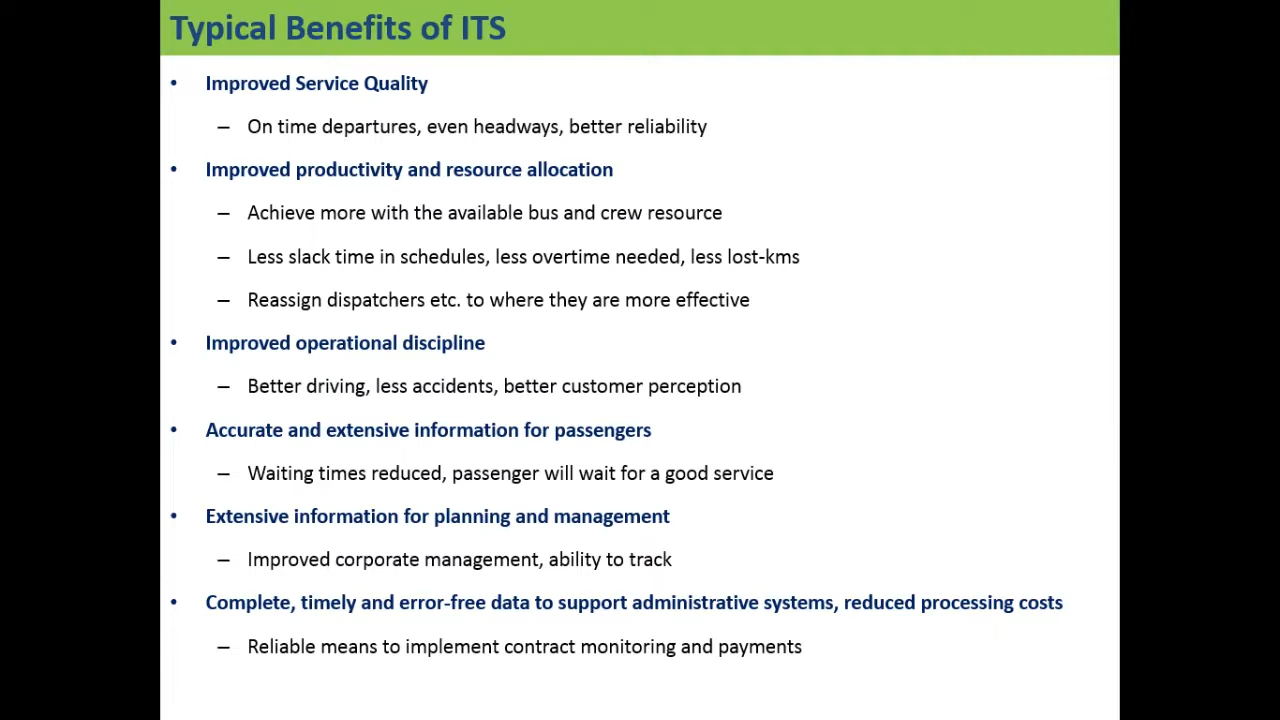 Typical Benefits of ITS
• Improved Service Quality
– On time departures, even headways, better reliability
• Improved productivity and resource allocation
– Achieve more with the available bus and crew resource
– Less slack time in schedules, less overtime needed, less lost-kms
– Reassign dispatchers etc. to where they are more effective
• Improved operational discipline
– Better driving, less accidents, better customer perception
• Accurate and extensive information for passengers
– Waiting times reduced, passenger will wait for a good service
• Extensive information for planning and management
– Improved corporate management, ability to track
• Complete, timely and error-free data to support administrative systems, reduced processing costs
– Reliable means to implement contract monitoring and payments